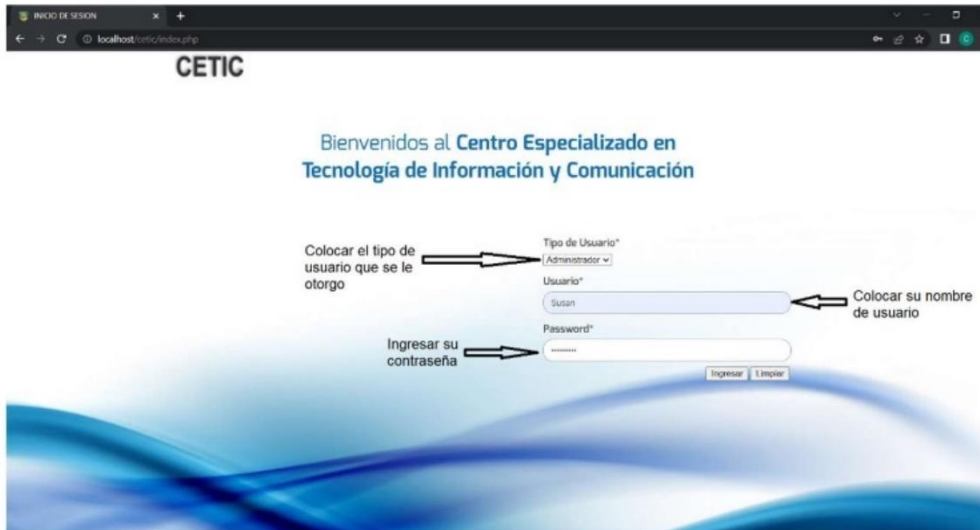 INICIO DE SESION
localhost/cetic/index.php
C
CETIC
Bienvenidos al Centro Especializado en
Tecnología de Información y Comunicación
Colocar el tipo de
usuario que se le
otorgo
Tipo de Usuario*
Administrador
Usuario*
Susan
Colocar su nombre
de usuario
Password*
Ingresar su
contraseña
Ingresar Limpiar